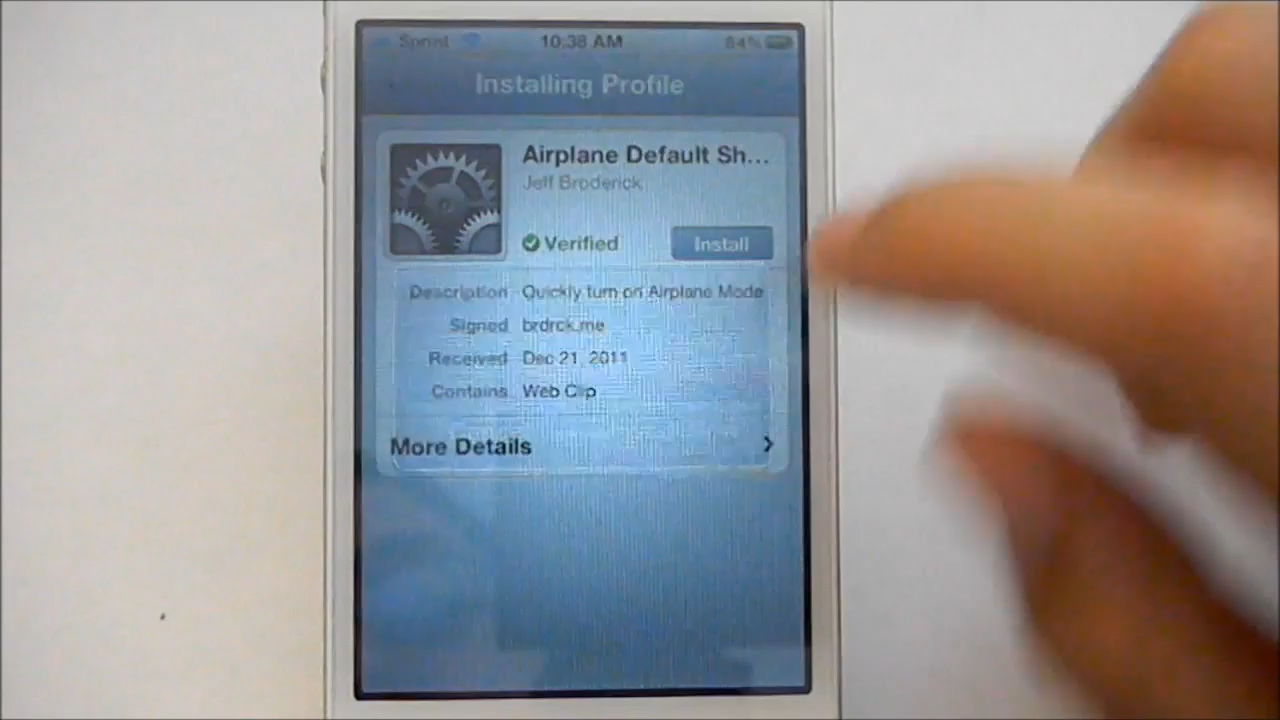 Sprint 10:38 AM 84%
Installing Profile
Airplane Default Sh...
Jeff Broderick
Verified Install
Description Quickly turn on Airplane Mode
Signed brdrck.me
Received Dec 21, 2011
Contains Web Clip
More Details